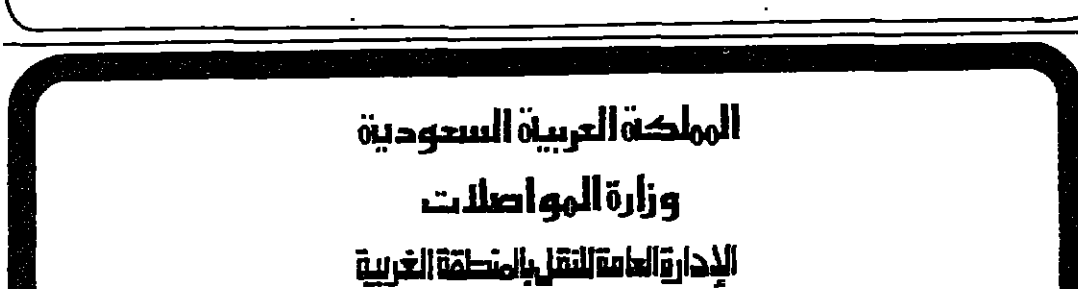 المملكة العربية السعودية
وزارة المواصلات
الإدارة العامة للنقل بالمنطقة الغربية